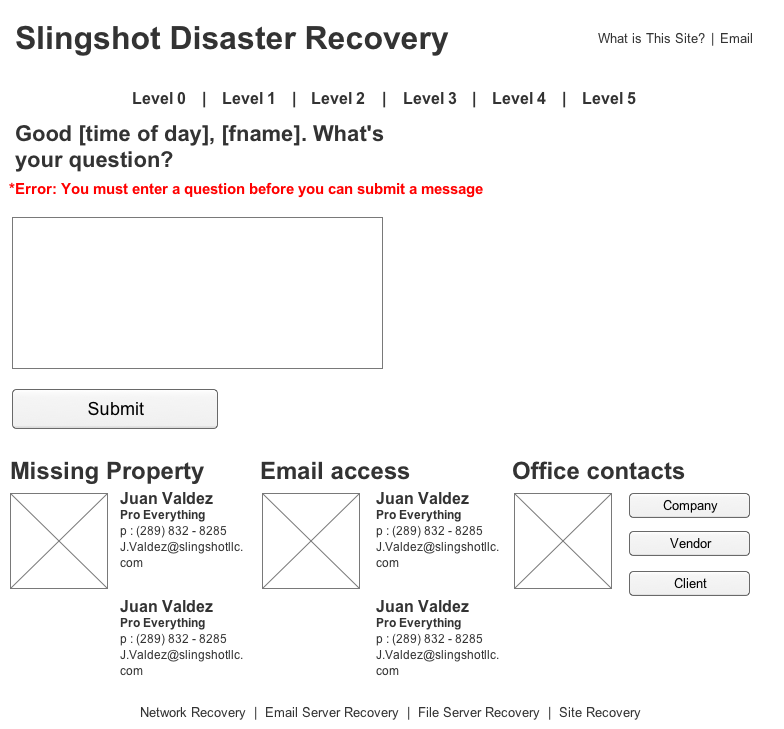 Slingshot Disaster Recovery
What is This Site? | Email
Level 0 | Level 1 | Level 2 | Level 3 | Level 4 | Level 5
Good [time of day], [fname]. What's
your question?
*Error: You must enter a question before you can submit a message
Submit
Missing Property
Juan Valdez
Pro Everything
p : (289) 832 - 8285
J.Valdez@slingshotllc.
com
Juan Valdez
Pro Everything
p : (289) 832 - 8285
J.Valdez@slingshotllc.
com
Email access
Juan Valdez
Pro Everything
p : (289) 832 - 8285
J.Valdez@slingshotllc.
com
Juan Valdez
Pro Everything
p : (289) 832 - 8285
J.Valdez@slingshotllc.
com
Office contacts
Company
Vendor
Client
Network Recovery | Email Server Recovery | File Server Recovery | Site Recovery